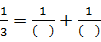 1/3 = 1/( ) + 1/( )